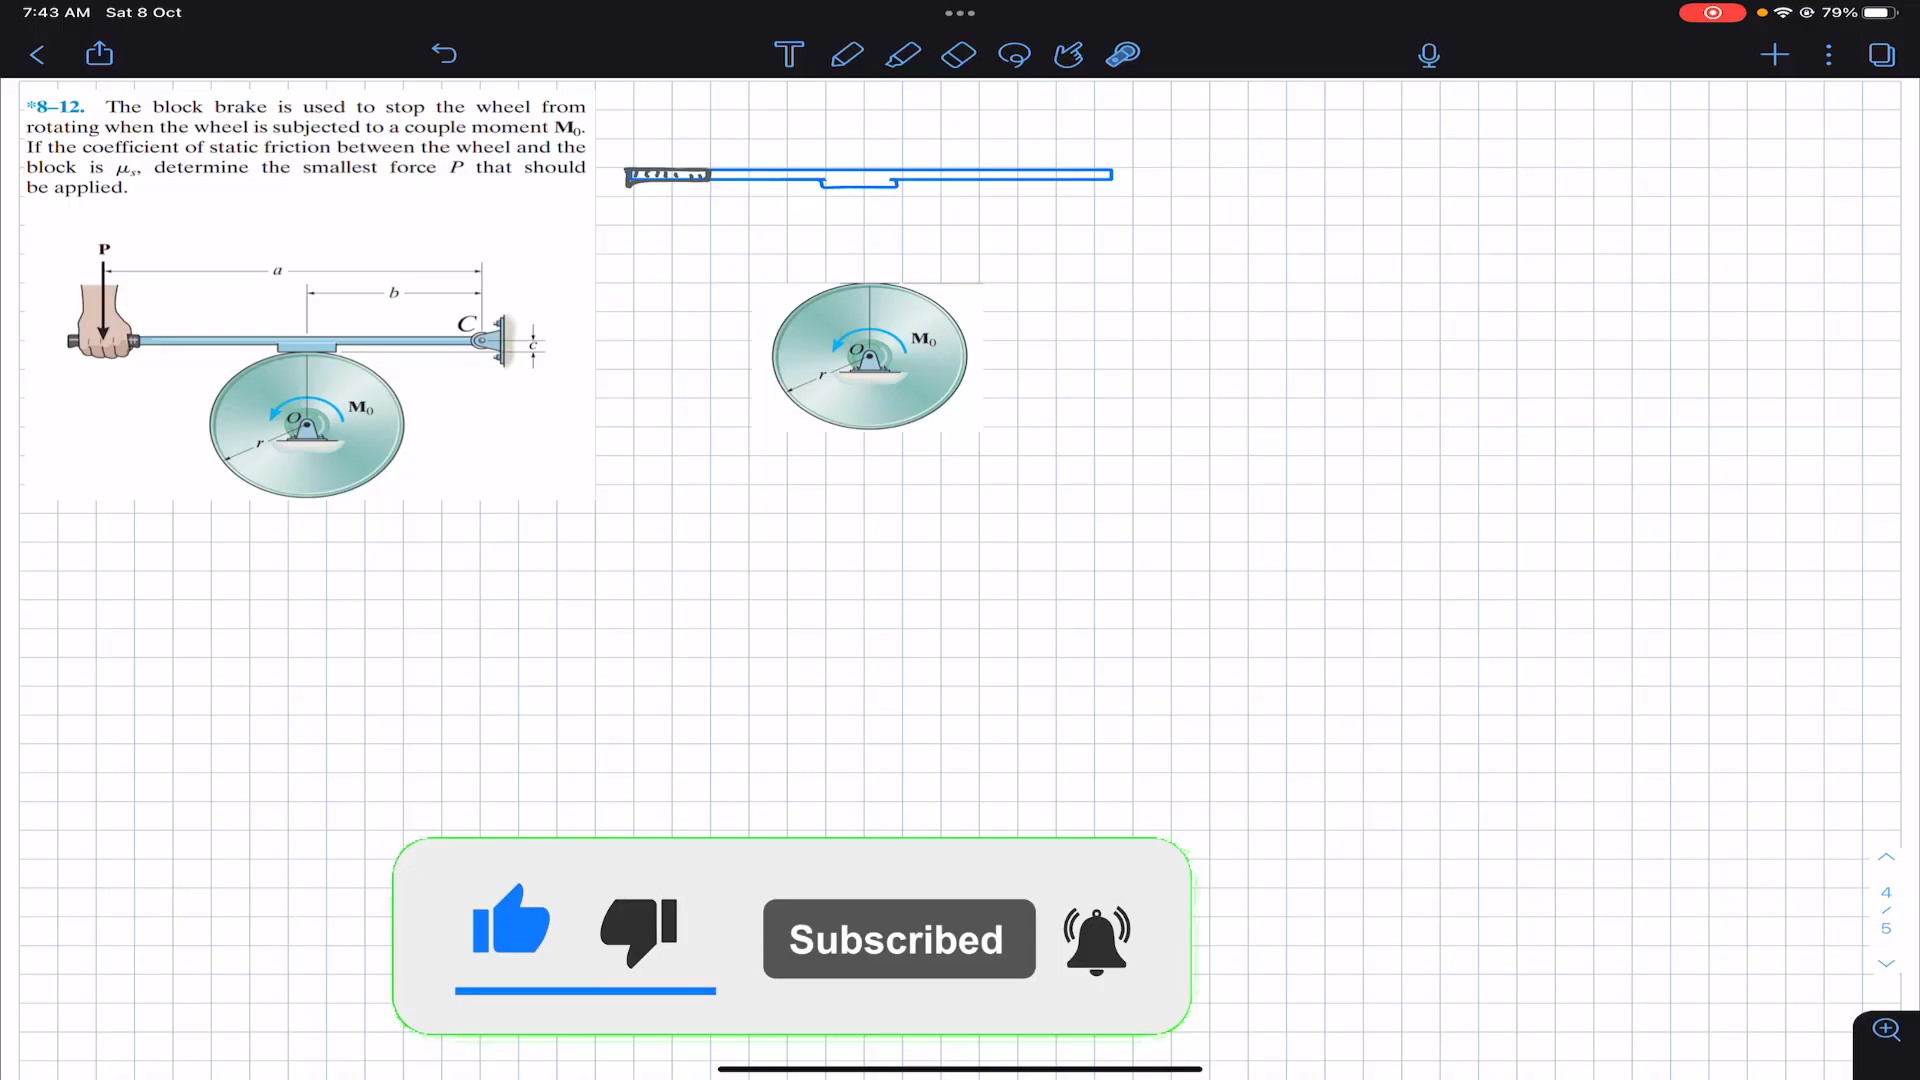 7:43 AM Sat 8 Oct
79%
*8–12. The block brake is used to stop the wheel from
rotating when the wheel is subjected to a couple moment M₀.
If the coefficient of static friction between the wheel and the
block is μₛ, determine the smallest force P that should
be applied.
P
a
b
C
c
M₀
O
r
M₀
O
r
4
/
5
Subscribed